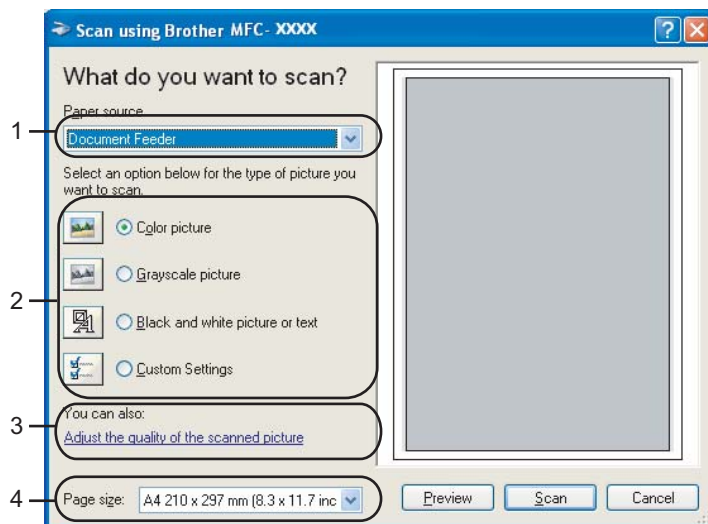 Scan using Brother MFC- XXXX
What do you want to scan?
Paper source
1
Document Feeder
Select an option below for the type of picture you
want to scan.
Color picture
Grayscale picture
2
Black and white picture or text
Custom Settings
You can also:
3
Adjust the quality of the scanned picture
4
Page size: A4 210 x 297 mm (8.3 x 11.7 inc
Preview Scan Cancel